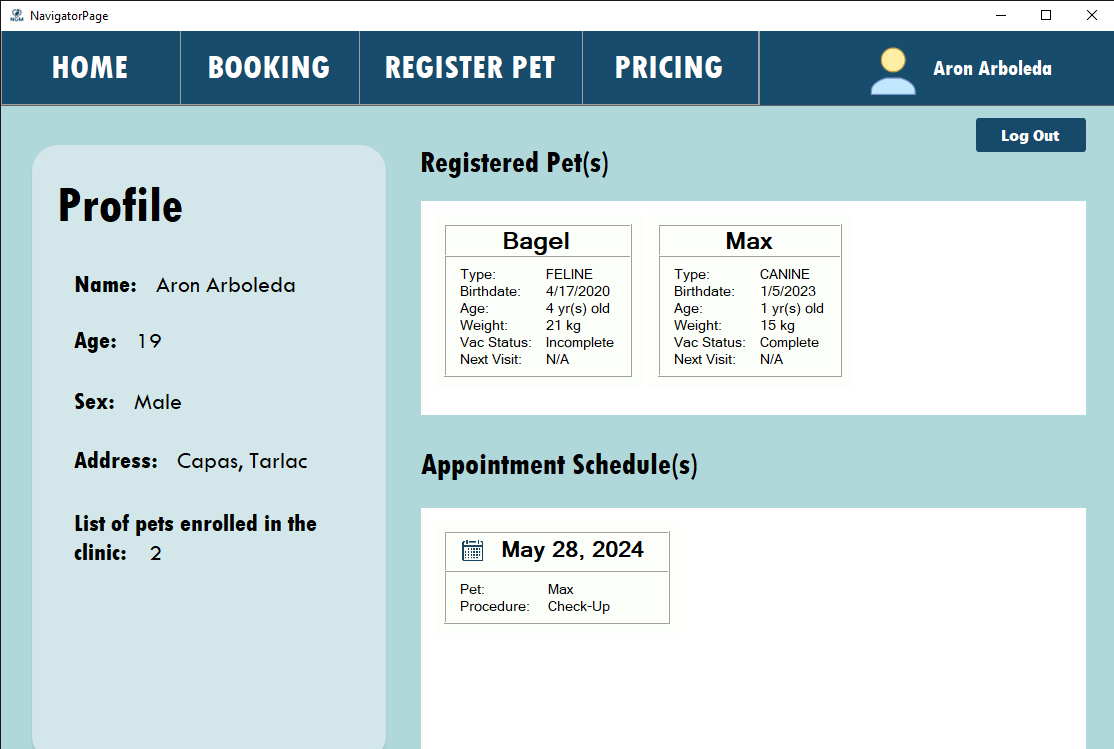 NavigatorPage
HOME BOOKING REGISTER PET PRICING Aron Arboleda
Log Out
Profile
Name: Aron Arboleda
Age: 19
Sex: Male
Address: Capas, Tarlac
List of pets enrolled in the
clinic: 2
Registered Pet(s)
Bagel
Type: FELINE
Birthdate: 4/17/2020
Age: 4 yr(s) old
Weight: 21 kg
Vac Status: Incomplete
Next Visit: N/A
Max
Type: CANINE
Birthdate: 1/5/2023
Age: 1 yr(s) old
Weight: 15 kg
Vac Status: Complete
Next Visit: N/A
Appointment Schedule(s)
May 28, 2024
Pet: Max
Procedure: Check-Up